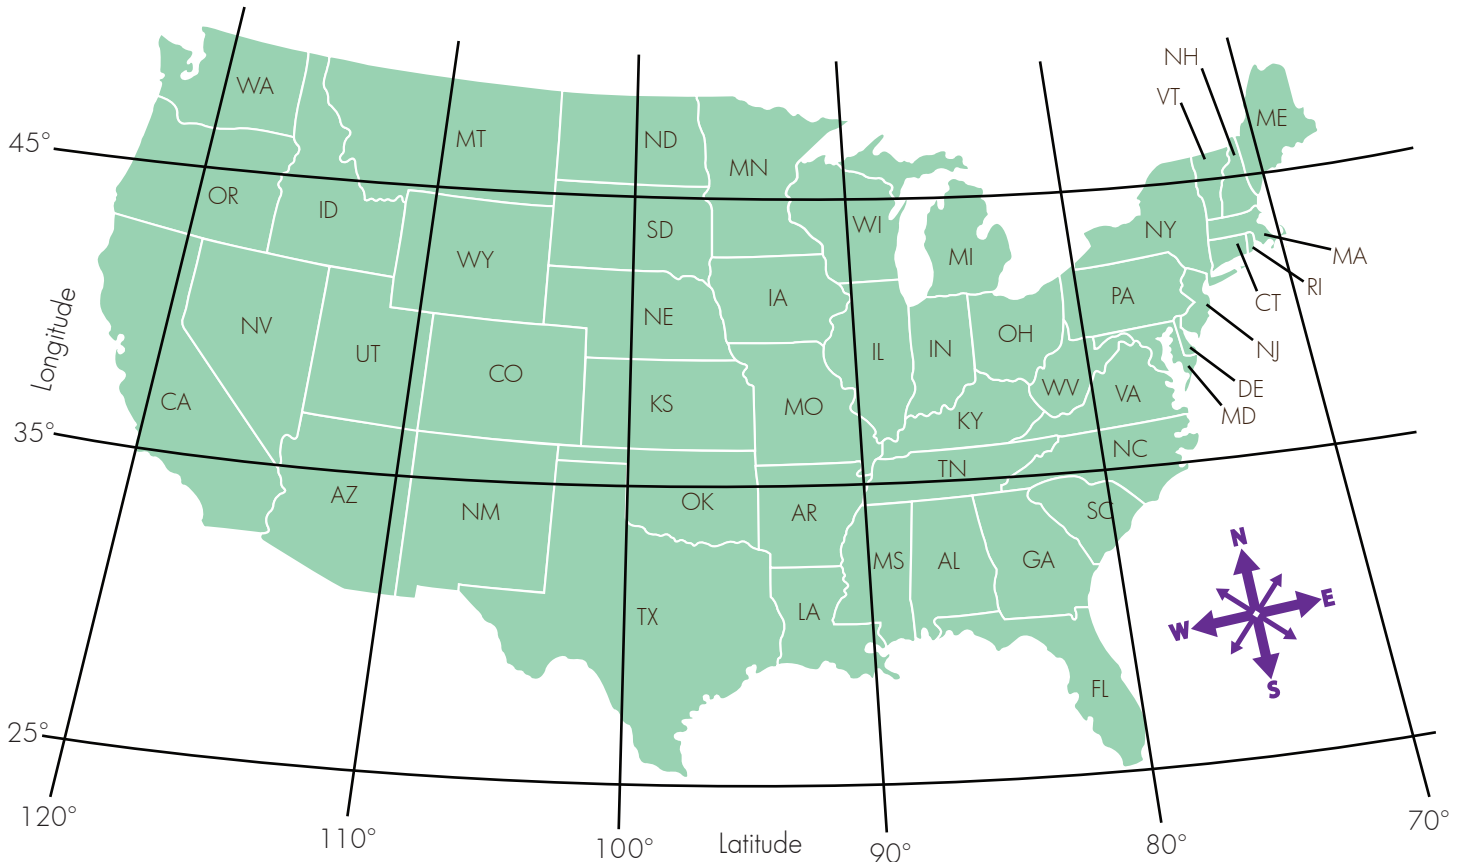 NH
VT
WA
ME
MT
ND
45°
MN
OR
ID
SD
WI
NY
MA
WY
MI
RI
PA
CT
IA
NE
NV
OH
Longitude
UT
IL
IN
NJ
CO
WV
DE
VA
CA
KS
MO
MD
KY
35°
NC
TN
AZ
OK
NM
AR
SC
N
MS
AL
GA
E
LA
TX
W
FL
S
25°
120°
70°
110°
Latitude
80°
100°
90°